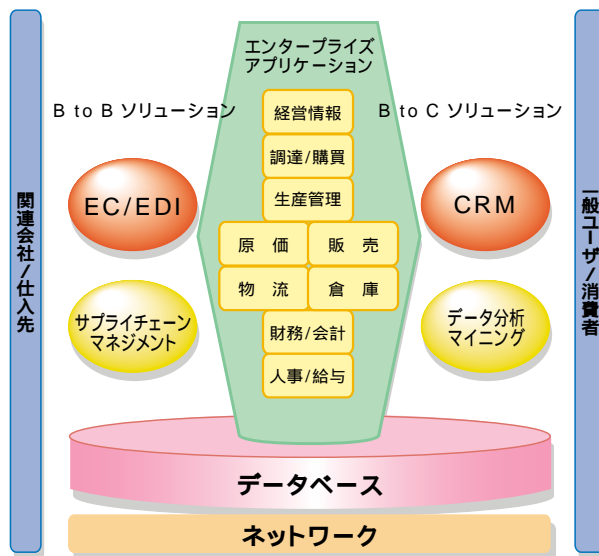 エンタープライズ
アプリケーション
B to B ソリューション
B to C ソリューション
経営情報
調達/購買
生産管理
原 価
販 売
物 流
倉 庫
財務/会計
人事/給与
EC/EDI
CRM
サプライチェーン
マネジメント
データ分析
マイニング
関連会社/仕入先
一般ユーザ/消費者
データベース
ネットワーク